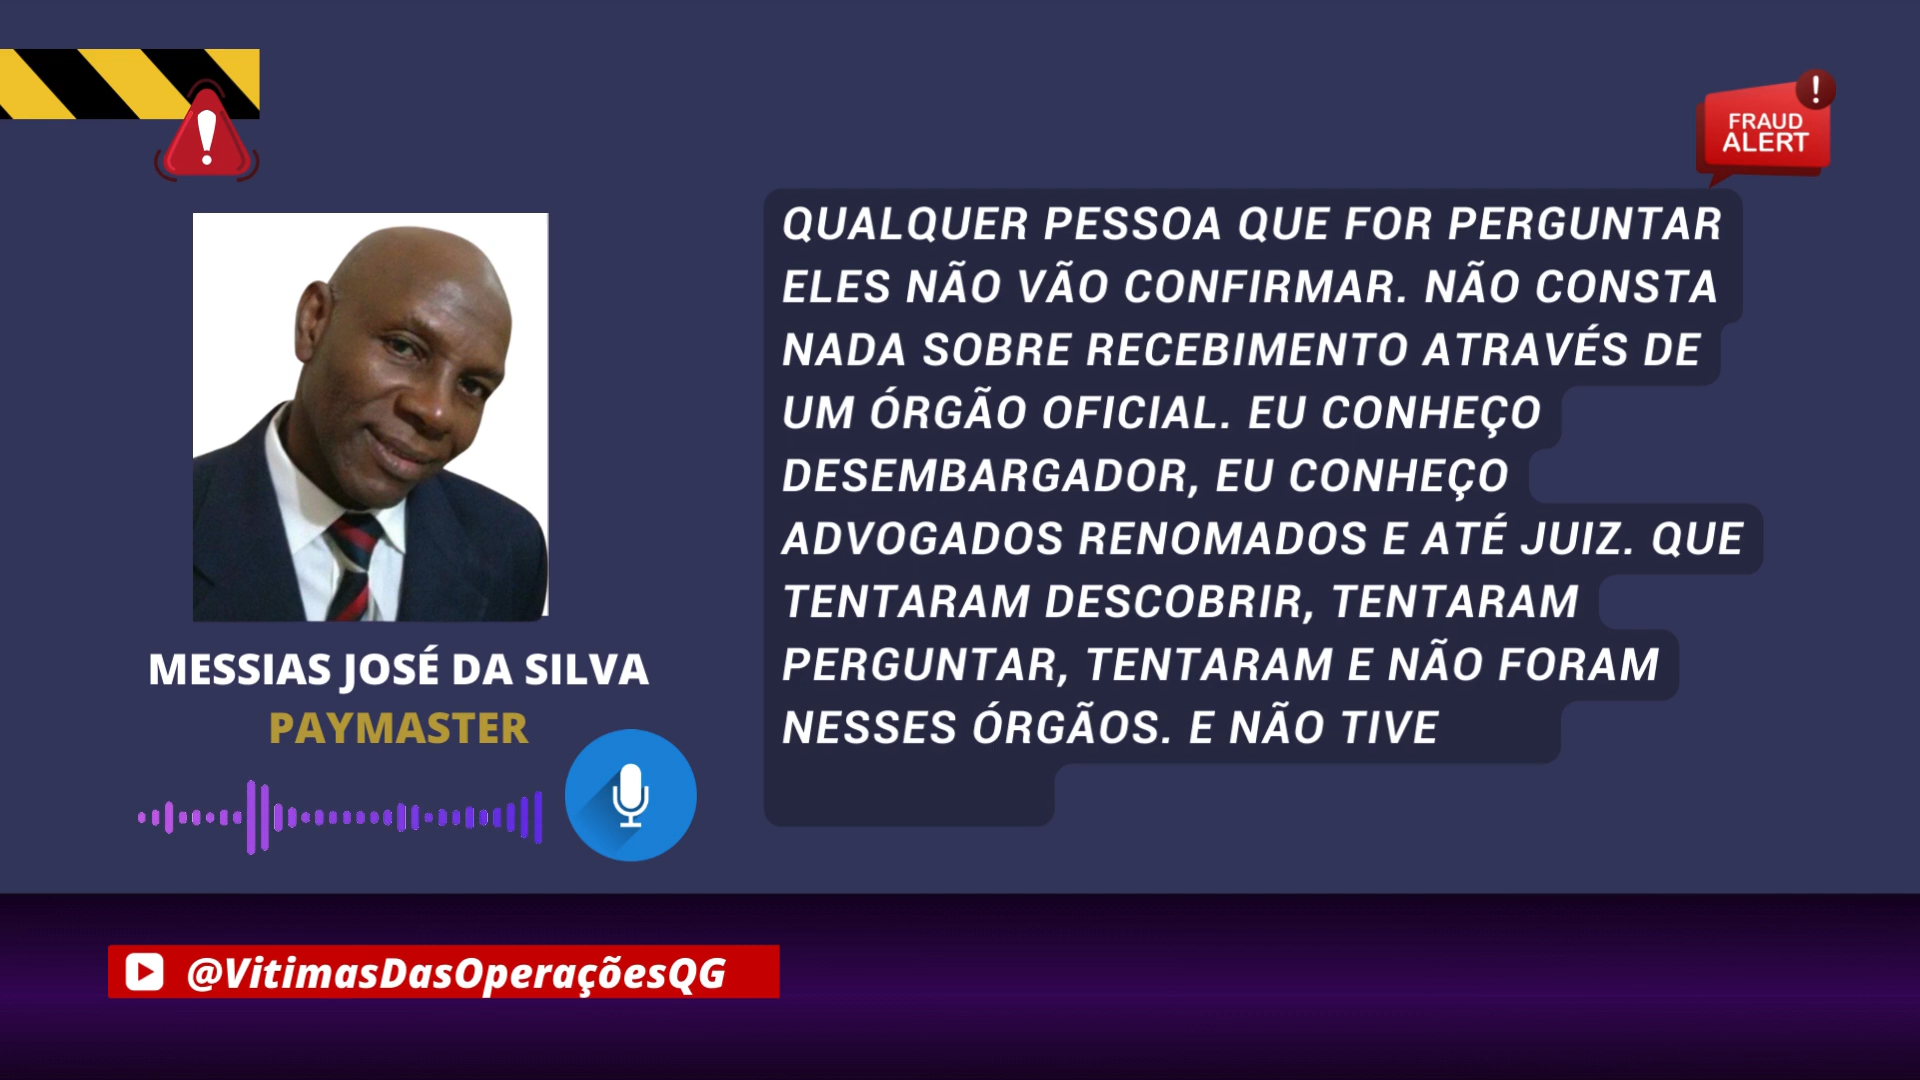 FRAUD
ALERT
QUALQUER PESSOA QUE FOR PERGUNTAR
ELES NÃO VÃO CONFIRMAR. NÃO CONSTA
NADA SOBRE RECEBIMENTO ATRAVÉS DE
UM ÓRGÃO OFICIAL. EU CONHEÇO
DESEMBARGADOR, EU CONHEÇO
ADVOGADOS RENOMADOS E ATÉ JUIZ. QUE
TENTARAM DESCOBRIR, TENTARAM
PERGUNTAR, TENTARAM E NÃO FORAM
NESSES ÓRGÃOS. E NÃO TIVE
MESSIAS JOSÉ DA SILVA
PAYMASTER
@VitimasDasOperaçõesQG